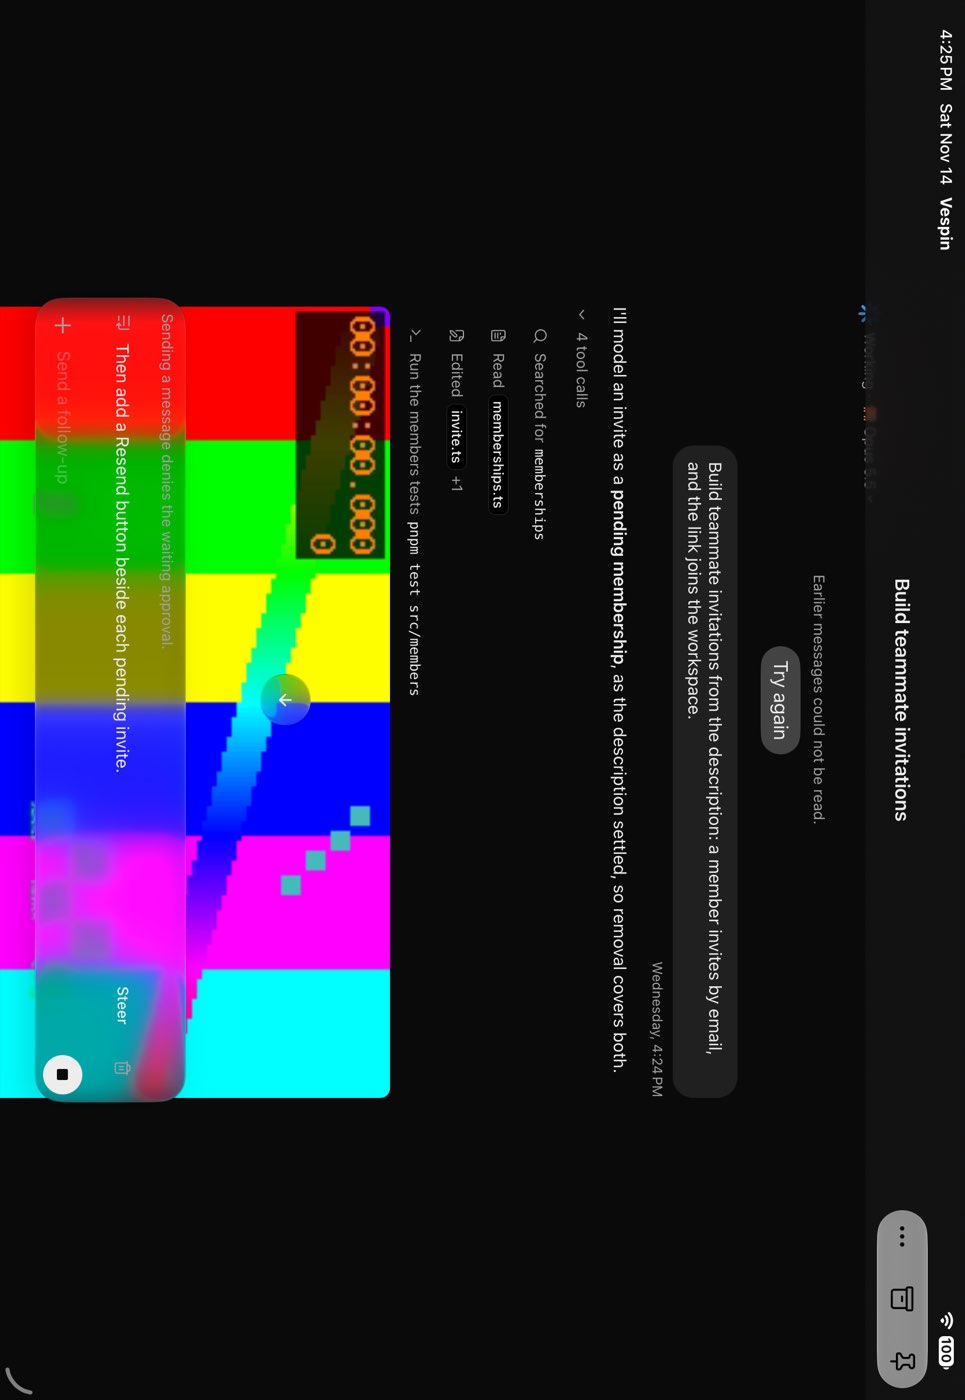 4:25 PM Sat Nov 14 Vespin
100
Build teammate invitations
Working Opus 5.5
Earlier messages could not be read.
Try again
Build teammate invitations from the description: a member invites by email,
and the link joins the workspace.
Wednesday, 4:24 PM
I'll model an invite as a pending membership, as the description settled, so removal covers both.
4 tool calls
Searched for memberships
Read memberships.ts
Edited invite.ts +1
Run the members tests pnpm test src/members
00:00:00.000
0
Sending a message denies the waiting approval.
Then add a Resend button beside each pending invite. Steer
Send a follow-up